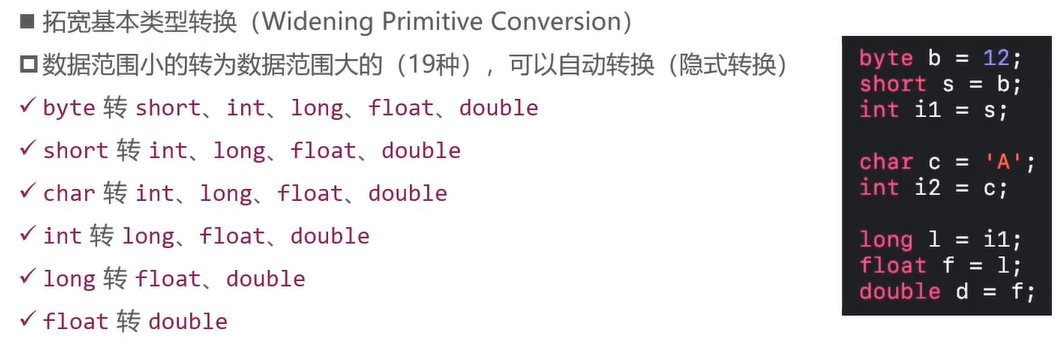 拓宽基本类型转换（Widening Primitive Conversion）
数据范围小的转为数据范围大的（19种），可以自动转换（隐式转换）
byte 转 short、int、long、float、double
short 转 int、long、float、double
char 转 int、long、float、double
int 转 long、float、double
long 转 float、double
float 转 double
byte b = 12;
short s = b;
int i1 = s;
char c = 'A';
int i2 = c;
long l = i1;
float f = l;
double d = f;